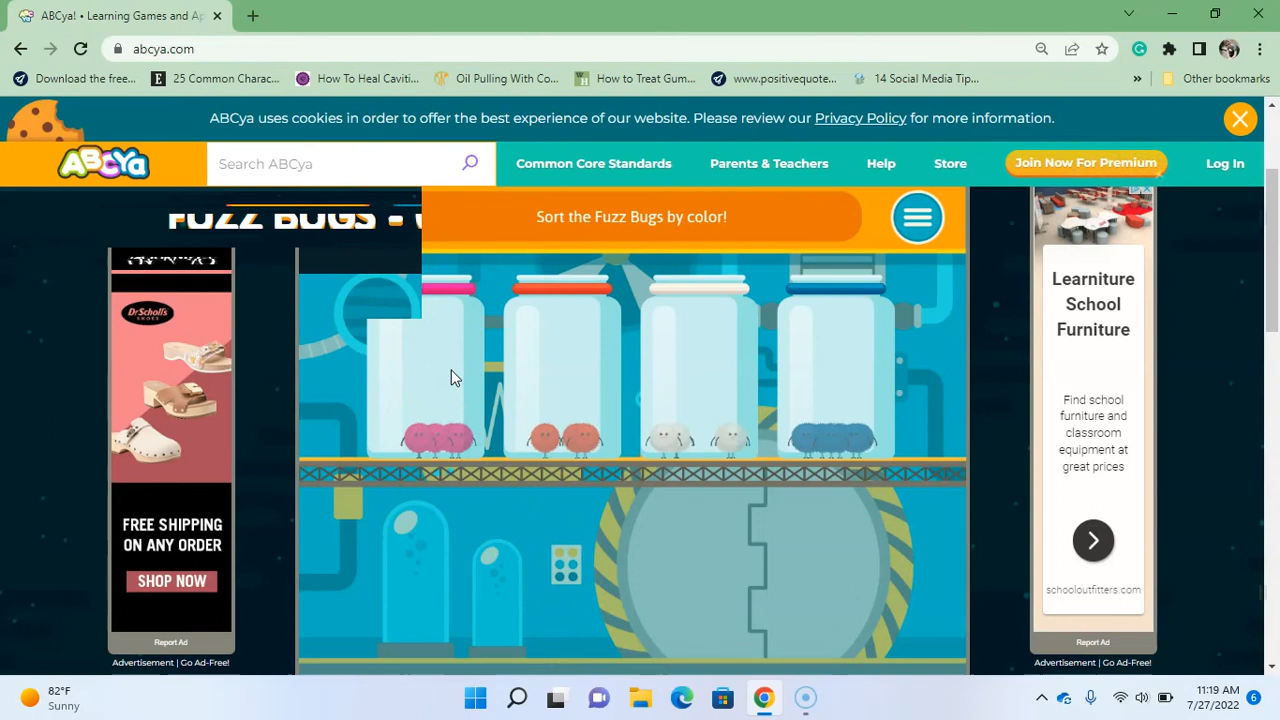 ABCya! • Learning Games and Ap
abcya.com
Download the free... 25 Common Charac... How To Heal Caviti... Oil Pulling With Co... How to Treat Gum... www.positivequote... 14 Social Media Tip... » Other bookmarks
ABCya uses cookies in order to offer the best experience of our website. Please review our Privacy Policy for more information.
ABCYa Search ABCya Common Core Standards Parents & Teachers Help Store Join Now For Premium Log In
FUZZ BUGS -
Sort the Fuzz Bugs by color!
Dr Scholl's
SHOES
FREE SHIPPING
ON ANY ORDER
SHOP NOW
Report Ad
Advertisement | Go Ad-Free!
Learniture
School
Furniture
Find school
furniture and
classroom
equipment at
great prices
schooloutfitters.com
Report Ad
Advertisement | Go Ad-Free!
82°F
Sunny
11:19 AM
7/27/2022
6